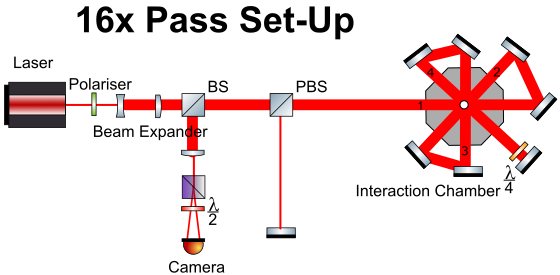 16x Pass Set-Up
Laser
Polariser
BS
PBS
Beam Expander
4
2
1
3
Interaction Chamber
λ/4
λ/2
Camera